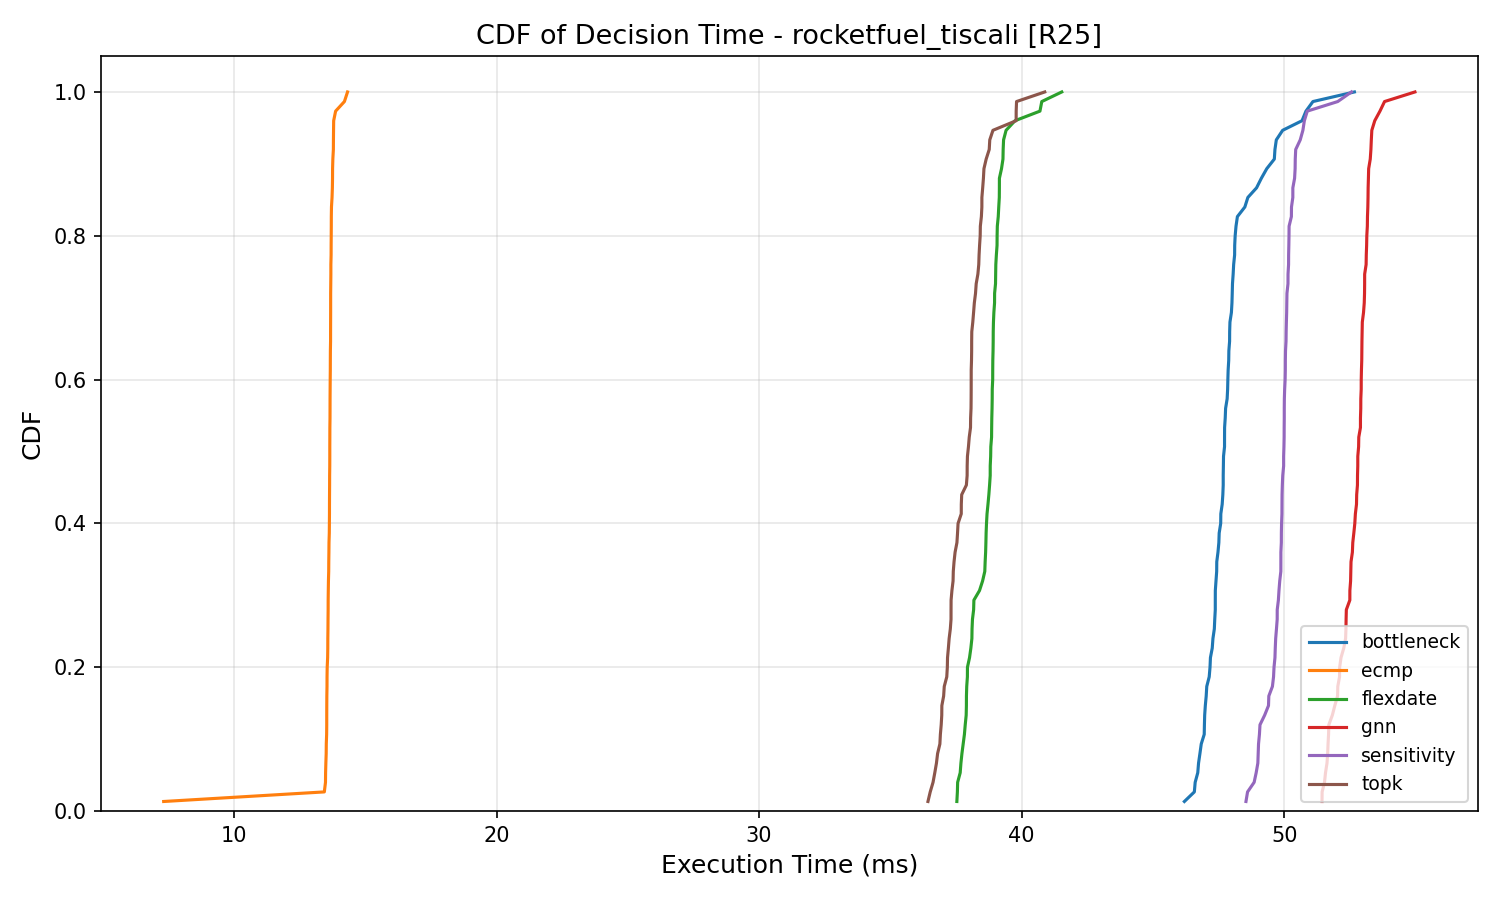 CDF of Decision Time - rocketfuel_tiscali [R25]
1.0
0.8
0.6
0.4
0.2
0.0
CDF
10
20
30
40
50
Execution Time (ms)
bottleneck
ecmp
flexdate
gnn
sensitivity
topk